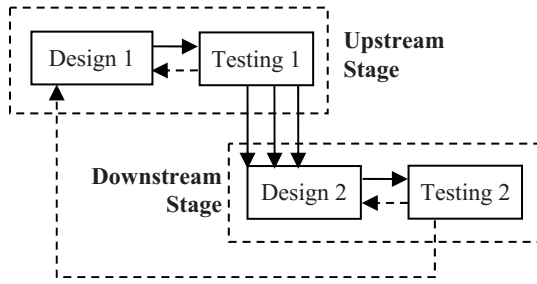 Design 1
Testing 1
Upstream
Stage
Downstream
Stage
Design 2
Testing 2